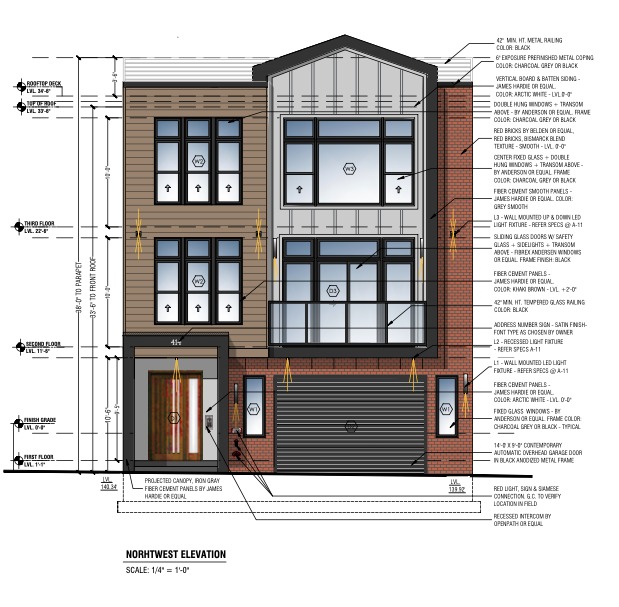 42" MIN. HT. METAL RAILING
COLOR: BLACK
6" EXPOSURE PREFINISHED METAL COPING
COLOR: CHARCOAL GREY OR BLACK
VERTICAL BOARD & BATTEN SIDING -
JAMES HARDIE OR EQUAL.
COLOR: ARCTIC WHITE - LVL 0'-0"
DOUBLE HUNG WINDOWS + TRANSOM
ABOVE - BY ANDERSON OR EQUAL. FRAME
COLOR: CHARCOAL GREY OR BLACK
RED BRICKS BY BELDEN OR EQUAL,
RED BRICKS, BISMARCK BLEND
TEXTURE - SMOOTH - LVL. 0'-0"
CENTER FIXED GLASS + DOUBLE
HUNG WINDOWS + TRANSOM ABOVE -
BY ANDERSON OR EQUAL. FRAME
COLOR: CHARCOAL GREY OR BLACK
FIBER CEMENT SMOOTH PANELS -
JAMES HARDIE OR EQUAL. COLOR:
GREY SMOOTH
L3 - WALL MOUNTED UP & DOWN LED
LIGHT FIXTURE - REFER SPECS @ A-11
SLIDING GLASS DOORS W/ SAFETY
GLASS + SIDELIGHTS + TRANSOM
ABOVE - FIBREX ANDERSEN WINDOWS
OR EQUAL. FRAME FINISH: BLACK
FIBER CEMENT PANELS -
JAMES HARDIE OR EQUAL.
COLOR: KHAKI BROWN - LVL. +2'-0"
42" MIN. HT. TEMPERED GLASS RAILING
COLOR: BLACK
ADDRESS NUMBER SIGN - SATIN FINISH-
FONT TYPE AS CHOSEN BY OWNER
L2 - RECESSED LIGHT FIXTURE
- REFER SPECS A-11
L1 - WALL MOUNTED LED LIGHT
FIXTURE - REFER SPECS @ A-11
FIBER CEMENT PANELS -
JAMES HARDIE OR EQUAL.
COLOR: ARCTIC WHITE - LVL. 0'-0"
FIXED GLASS WINDOWS - BY
ANDERSON OR EQUAL. FRAME COLOR:
CHARCOAL GREY OR BLACK - TYPICAL
14'-0 X 9'-0" CONTEMPORARY
AUTOMATIC OVERHEAD GARAGE DOOR
IN BLACK ANODIZED METAL FRAME
RED LIGHT, SIGN & SIAMESE
CONNECTION. G.C. TO VERIFY
LOCATION IN FIELD
RECESSED INTERCOM BY
OPENPATH OR EQUAL
ROOFTOP DECK
LVL. 34'-8"
TOP OF ROOF
LVL. 33'-6"
THIRD FLOOR
LVL. 22'-8"
SECOND FLOOR
LVL. 11'-6"
FINISH GRADE
LVL. 0'-0"
FIRST FLOOR
LVL. 1'-1"
38'-0" TO PARAPET
33'-6" TO FRONT ROOF
10'-0"
10'-0"
10'-6"
W2
W3
W2
D3
W1
W1
LVL.
140.34'
LVL.
139.92'
PROJECTED CANOPY, IRON GRAY
FIBER CEMENT PANELS BY JAMES
HARDIE OR EQUAL
NORHTWEST ELEVATION
SCALE: 1/4" = 1'-0"